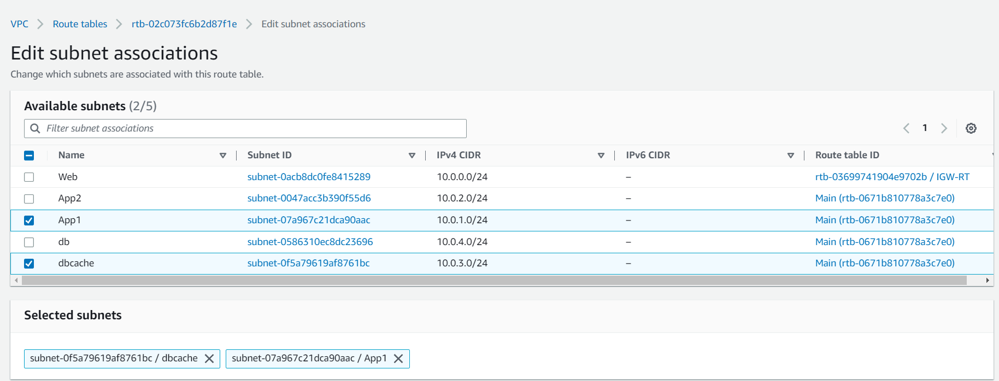 VPC > Route tables > rtb-02c073fc6b2d87f1e > Edit subnet associations
Edit subnet associations
Change which subnets are associated with this route table.
Available subnets (2/5)
Filter subnet associations
1
Name Subnet ID IPv4 CIDR IPv6 CIDR Route table ID
Web subnet-0acb8dc0fe8415289 10.0.0.0/24 – rtb-03699741904e9702b / IGW-RT
App2 subnet-0047acc3b390f55d6 10.0.2.0/24 – Main (rtb-0671b810778a3c7e0)
App1 subnet-07a967c21dca90aac 10.0.1.0/24 – Main (rtb-0671b810778a3c7e0)
db subnet-0586310ec8dc23696 10.0.4.0/24 – Main (rtb-0671b810778a3c7e0)
dbcache subnet-0f5a79619af8761bc 10.0.3.0/24 – Main (rtb-0671b810778a3c7e0)
Selected subnets
subnet-0f5a79619af8761bc / dbcache subnet-07a967c21dca90aac / App1